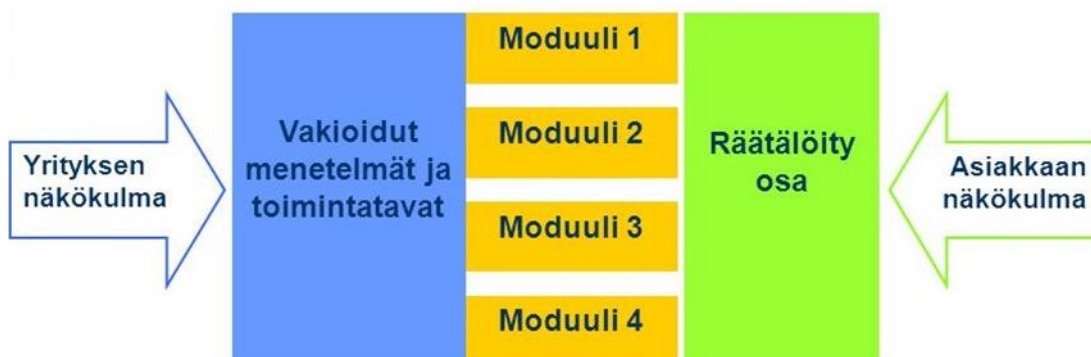 Yrityksen
näkökulma
Vakioidut
menetelmät ja
toimintatavat
Moduuli 1
Moduuli 2
Moduuli 3
Moduuli 4
Räätälöity
osa
Asiakkaan
näkökulma